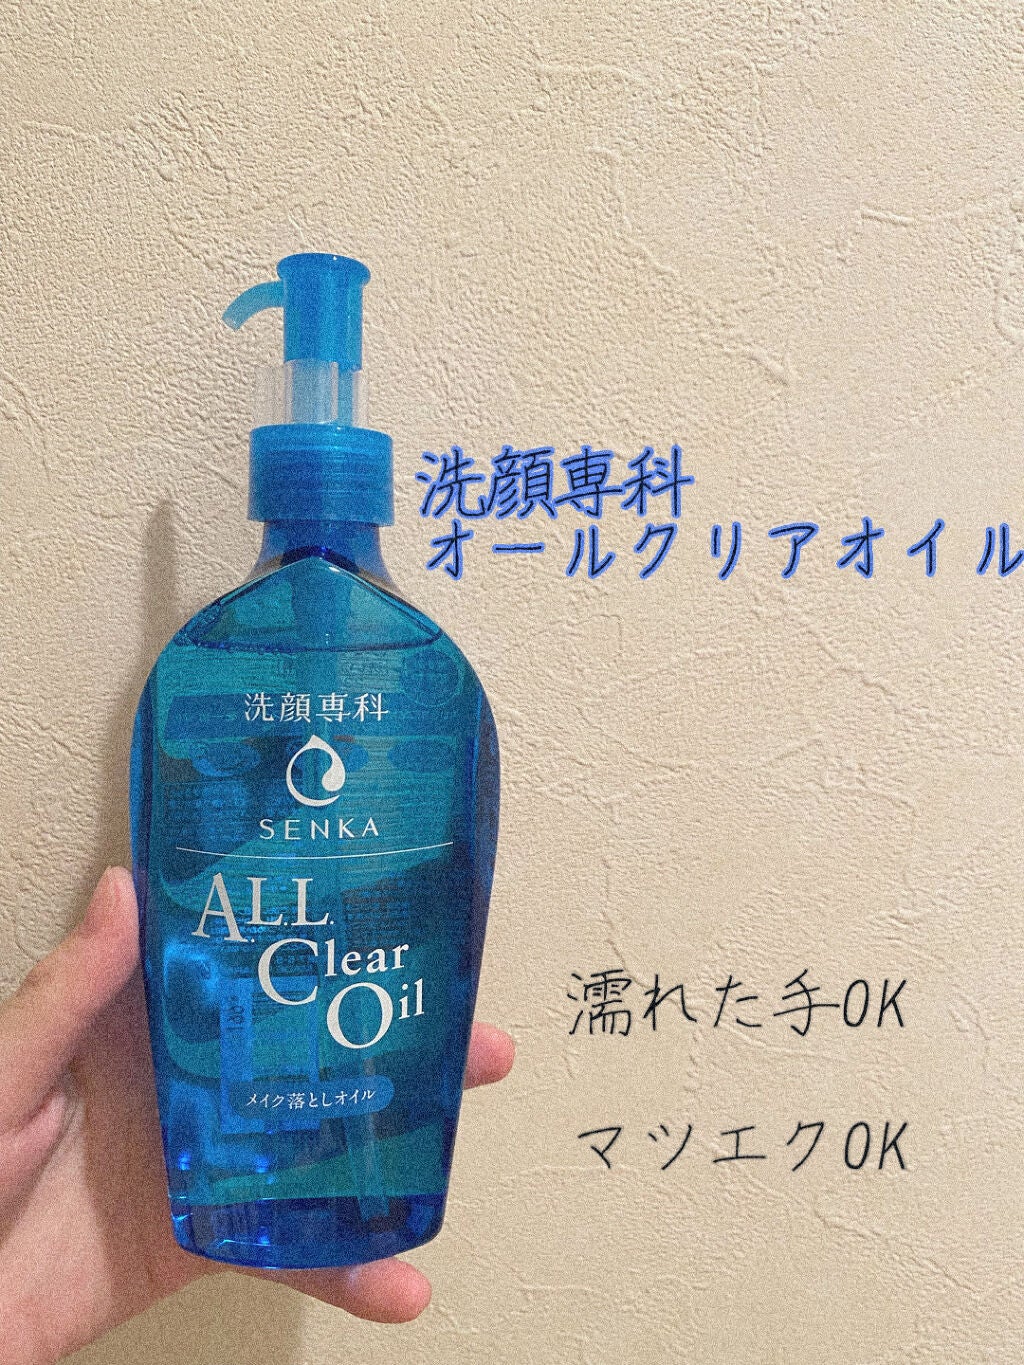 洗顔専科
オールクリアオイル
洗顔専科
SENKA
A.L.L.
Clear
Oil
メイク落としオイル
濡れた手OK
マツエクOK